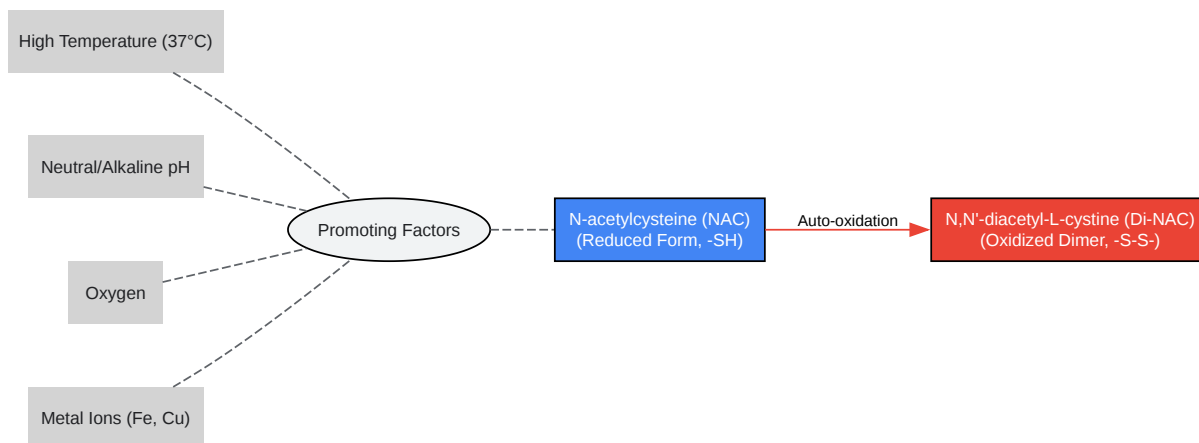 High Temperature (37°C)
Neutral/Alkaline pH
Oxygen
Metal Ions (Fe, Cu)
Promoting Factors
N-acetylcysteine (NAC)
(Reduced Form, -SH)
Auto-oxidation
N,N'-diacetyl-L-cystine (Di-NAC)
(Oxidized Dimer, -S-S-)